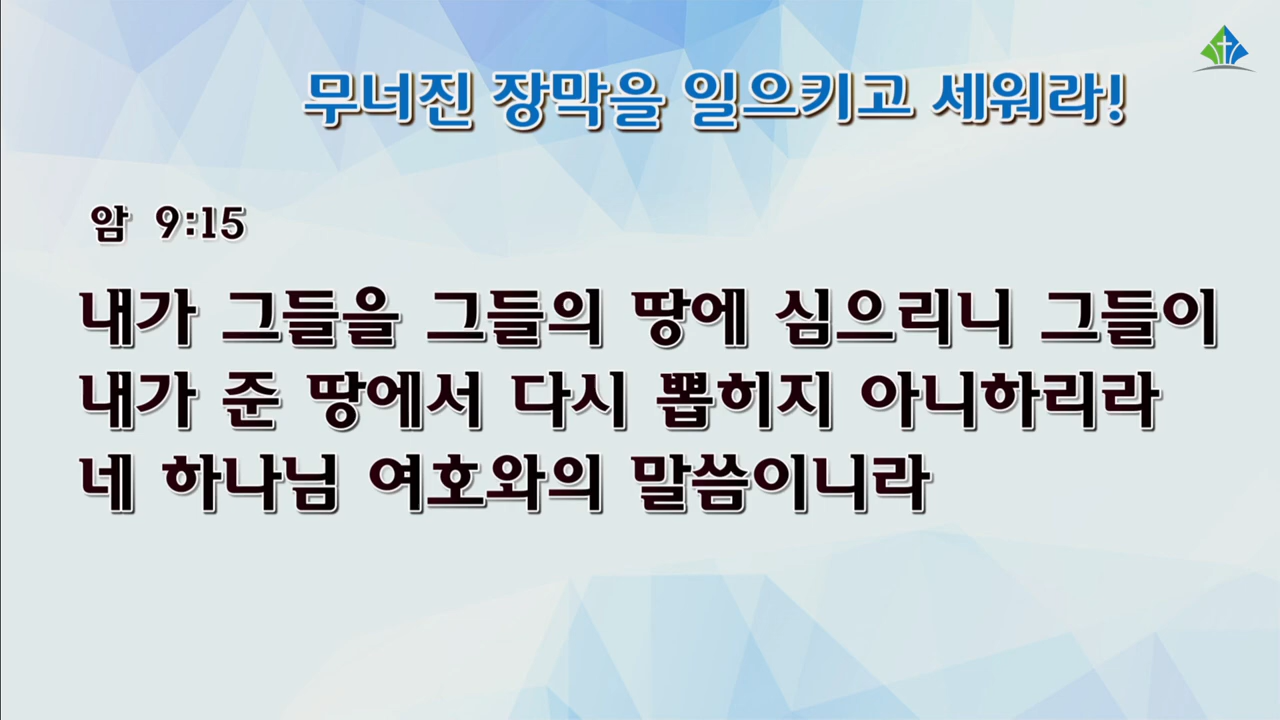 무너진 장막을 일으키고 세워라!
암 9:15
내가 그들을 그들의 땅에 심으리니 그들이
내가 준 땅에서 다시 뽑히지 아니하리라
네 하나님 여호와의 말씀이니라